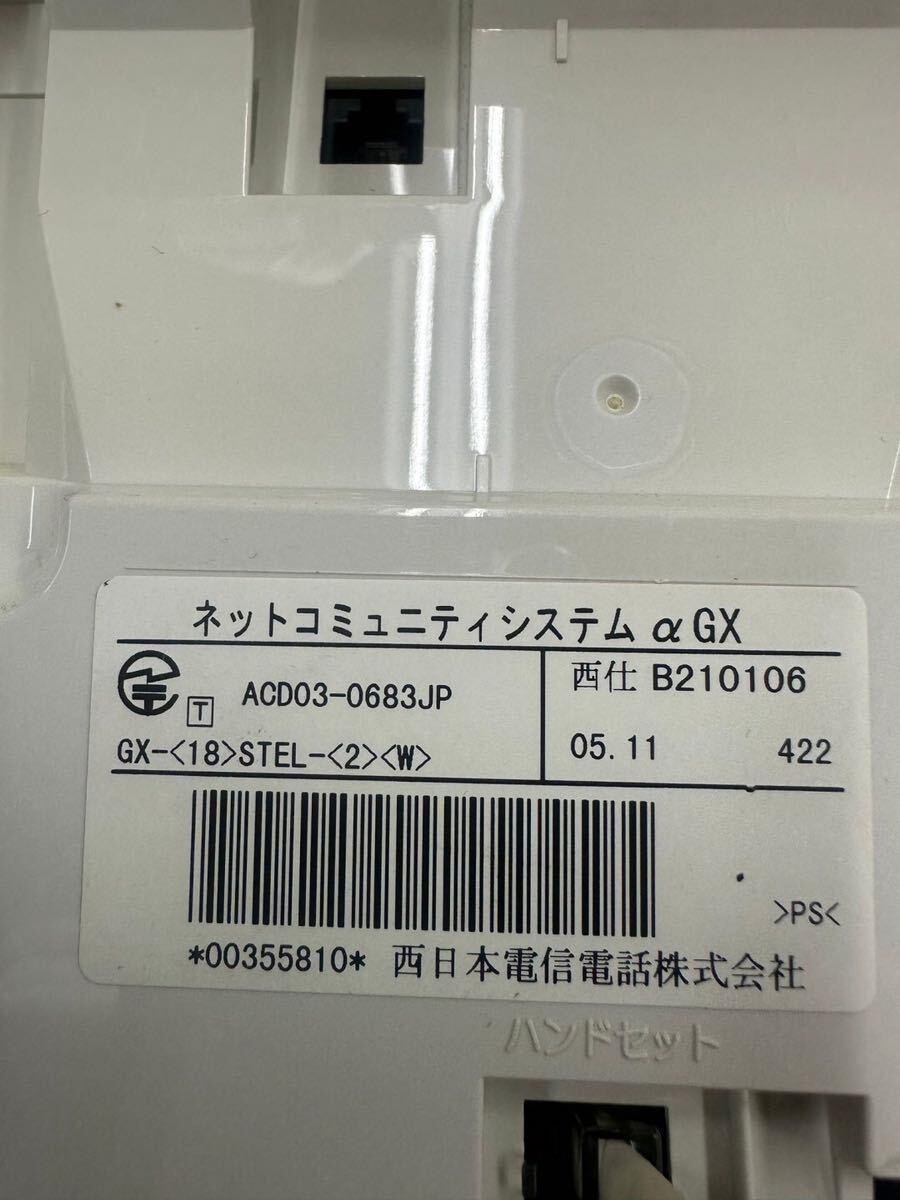 ネットコミュニティシステム αGX
T ACD03-0683JP
GX-<18>STEL-<2><W>
西仕 B210106
05.11 422
>PS<
*00355810* 西日本電信電話株式会社
ハンドセット